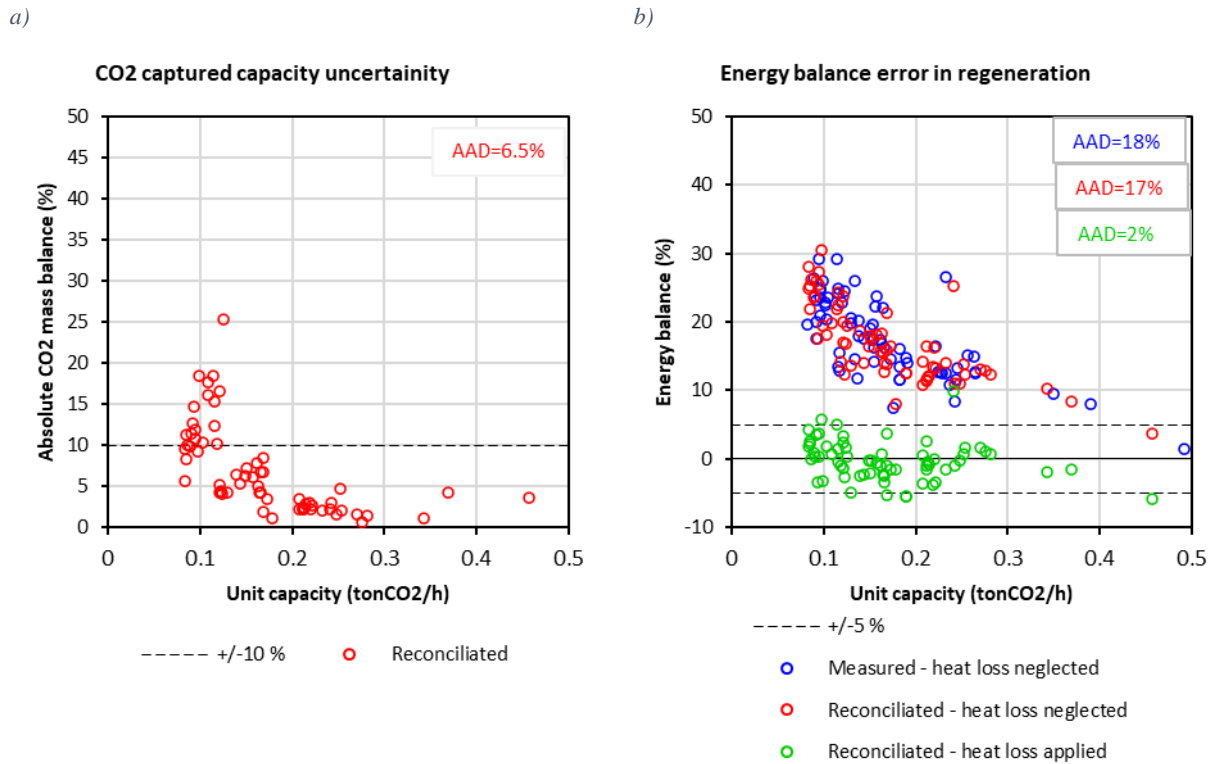 a)
b)
CO2 captured capacity uncertainity
50
45
40
35
30
25
20
15
10
5
0
Absolute CO2 mass balance (%)
AAD=6.5%
0 0.1 0.2 0.3 0.4 0.5
Unit capacity (tonCO2/h)
+/-10 %
Reconciliated
Energy balance error in regeneration
50
40
30
20
10
0
-10
Energy balance (%)
AAD=18%
AAD=17%
AAD=2%
0 0.1 0.2 0.3 0.4 0.5
Unit capacity (tonCO2/h)
+/-5 %
Measured - heat loss neglected
Reconciliated - heat loss neglected
Reconciliated - heat loss applied